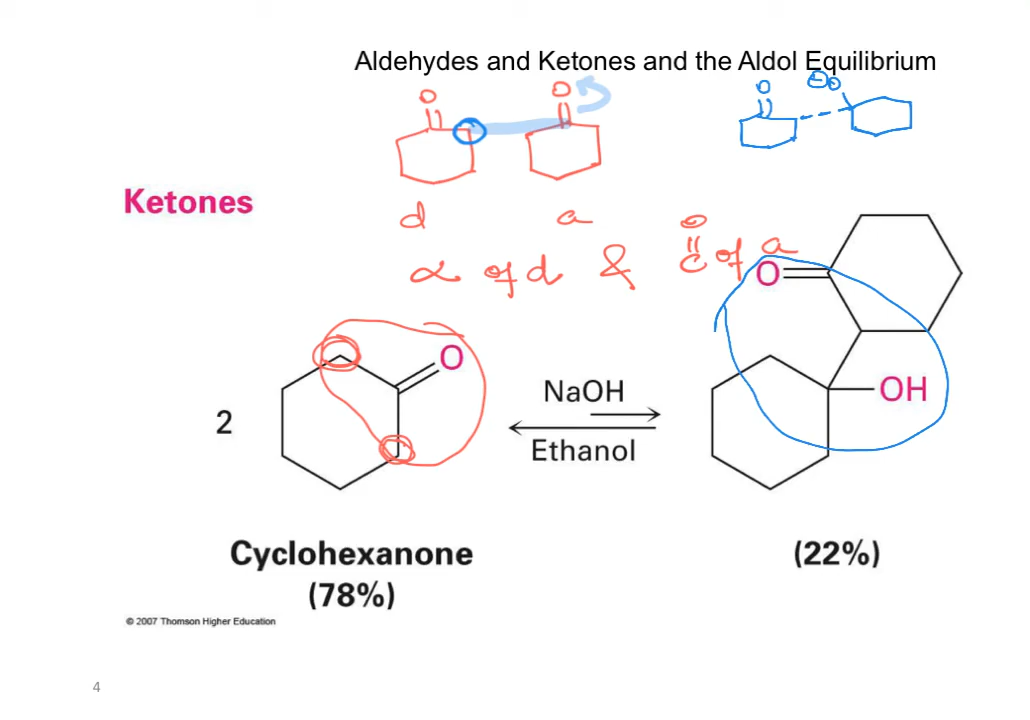 Aldehydes and Ketones and the Aldol Equilibrium
O O O ⊖O
Ketones
d a
α of d & O=C of a
O
O
OH
2
NaOH
Ethanol
Cyclohexanone
(78%)
(22%)
© 2007 Thomson Higher Education
4